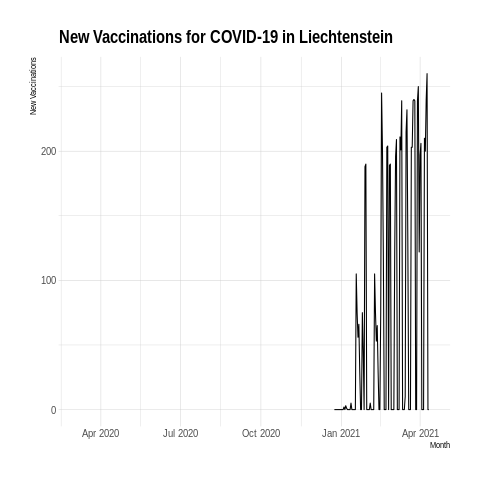 New Vaccinations for COVID-19 in Liechtenstein
New Vaccinations
200
100
0
Apr 2020 Jul 2020 Oct 2020 Jan 2021 Apr 2021
Month